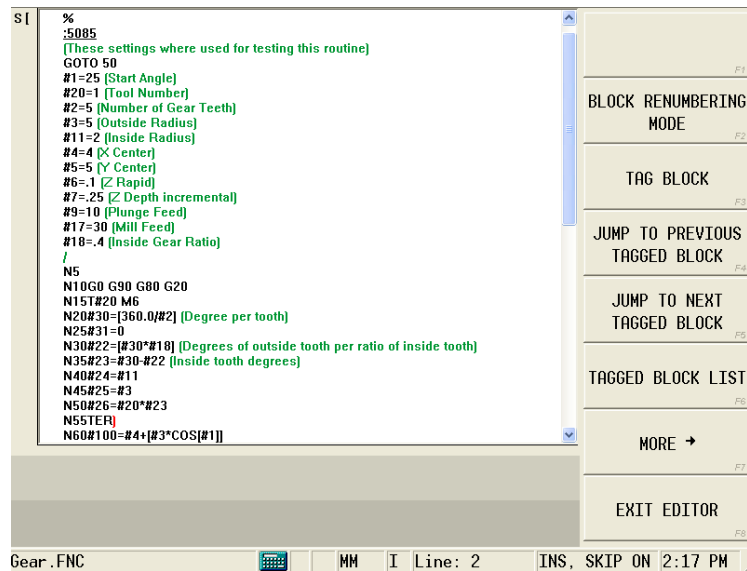 S[
%
:5085
(These settings where used for testing this routine)
GOTO 50
#1=25 (Start Angle)
#20=1 (Tool Number)
#2=5 (Number of Gear Teeth)
#3=5 (Outside Radius)
#11=2 (Inside Radius)
#4=4 (X Center)
#5=5 (Y Center)
#6=.1 (Z Rapid)
#7=.25 (Z Depth incremental)
#9=10 (Plunge Feed)
#17=30 (Mill Feed)
#18=.4 (Inside Gear Ratio)
/
N5
N10G0 G90 G80 G20
N15T#20 M6
N20#30=[360.0/#2] (Degree per tooth)
N25#31=0
N30#22=[#30*#18] (Degrees of outside tooth per ratio of inside tooth)
N35#23=#30-#22 (Inside tooth degrees)
N40#24=#11
N45#25=#3
N50#26=#20*#23
N55TER)
N60#100=#4+[#3*COS[#1]]
F1
BLOCK RENUMBERING
MODE
F2
TAG BLOCK
F3
JUMP TO PREVIOUS
TAGGED BLOCK
F4
JUMP TO NEXT
TAGGED BLOCK
F5
TAGGED BLOCK LIST
F6
MORE →
F7
EXIT EDITOR
F8
Gear.FNC MM I Line: 2 INS, SKIP ON 2:17 PM